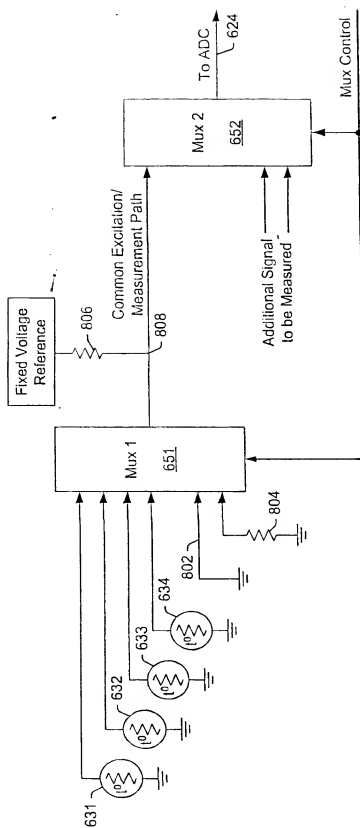 631
632
633
634
t°
t°
t°
t°
802
804
Mux 1
651
Fixed Voltage
Reference
806
808
Common Excitation/
Measurement Path
Additional Signal
to be Measured
Mux 2
652
To ADC
624
Mux Control